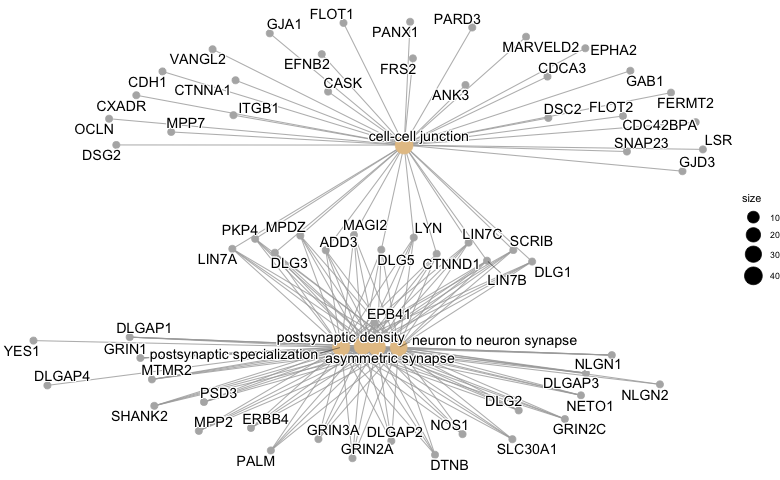 FLOT1
GJA1
PANX1
PARD3
MARVELD2
EPHA2
VANGL2
EFNB2
FRS2
CDCA3
CDH1
CTNNA1
CASK
ANK3
GAB1
CXADR
ITGB1
DSC2
FLOT2
FERMT2
OCLN
MPP7
CDC42BPA
cell-cell junction
LSR
DSG2
SNAP23
GJD3
size
10
20
30
40
PKP4
MPDZ
MAGI2
LYN
LIN7C
SCRIB
ADD3
LIN7A
DLG3
DLG5
CTNND1
DLG1
LIN7B
EPB41
DLGAP1
postsynaptic density
neuron to neuron synapse
YES1
GRIN1
postsynaptic specialization
asymmetric synapse
NLGN1
DLGAP4
MTMR2
DLGAP3
NLGN2
PSD3
DLG2
NETO1
SHANK2
MPP2
ERBB4
GRIN3A
DLGAP2
NOS1
GRIN2C
GRIN2A
SLC30A1
PALM
DTNB